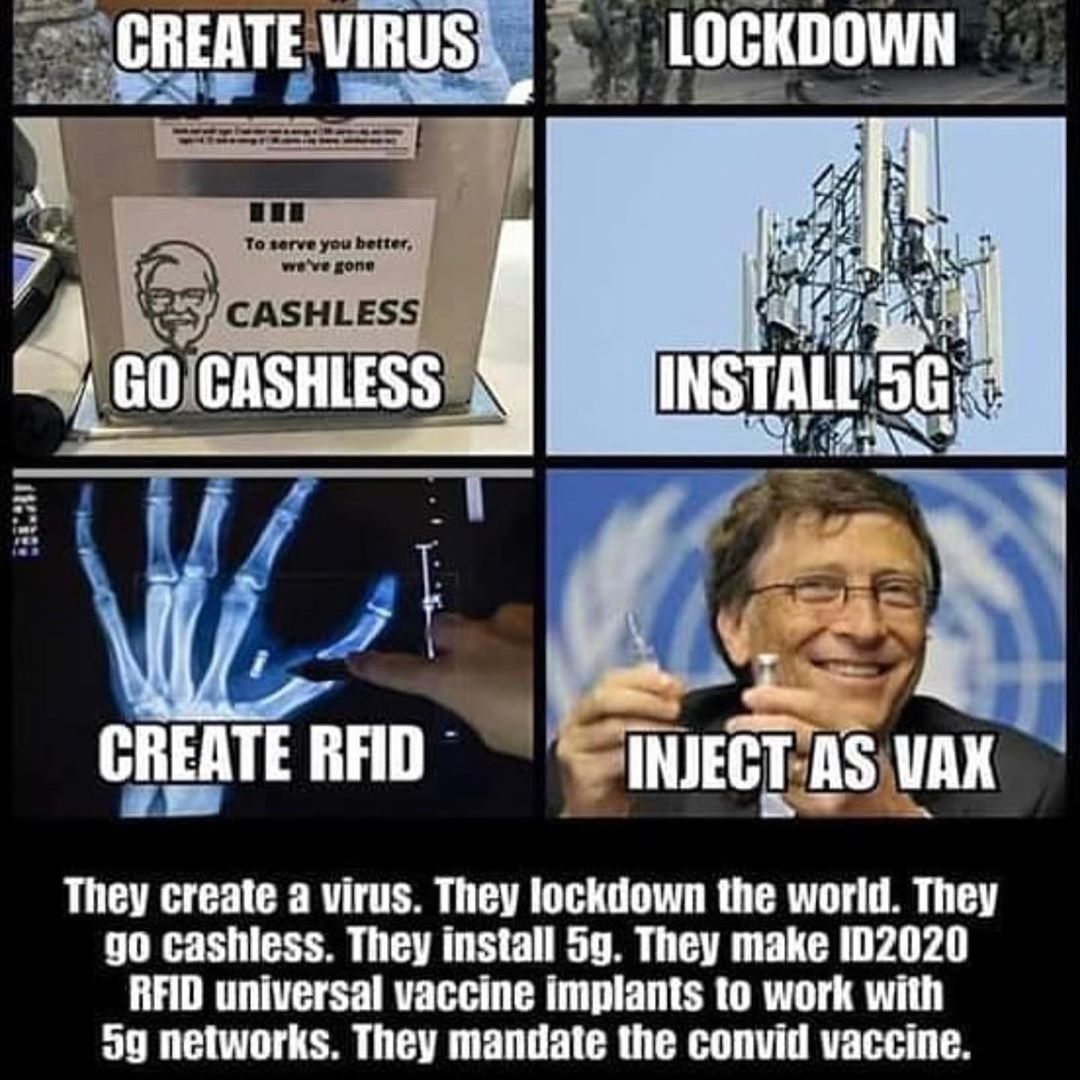 CREATE VIRUS
LOCKDOWN
To serve you better,
we've gone
CASHLESS
GO CASHLESS
INSTALL 5G
CREATE RFID
INJECT AS VAX
They create a virus. They lockdown the world. They
go cashless. They install 5g. They make ID2020
RFID universal vaccine implants to work with
5g networks. They mandate the convid vaccine.